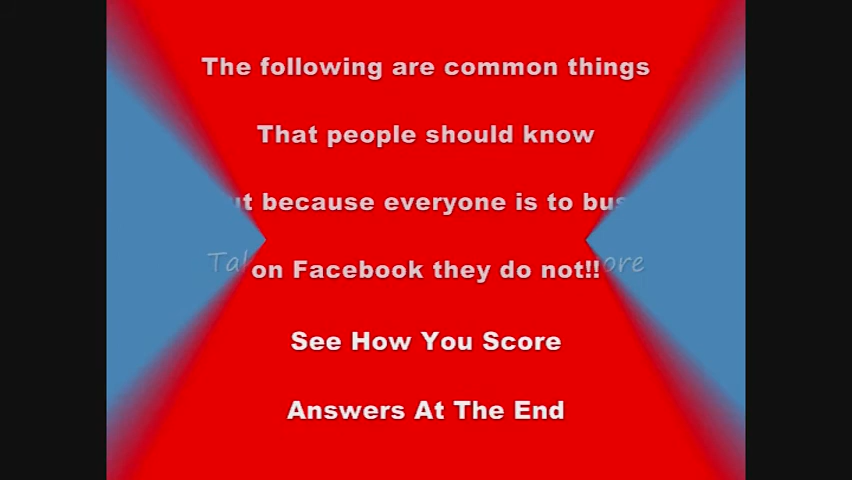 The following are common things
That people should know
because everyone is to
on Facebook they do not!!
See How You Score
Answers At The End